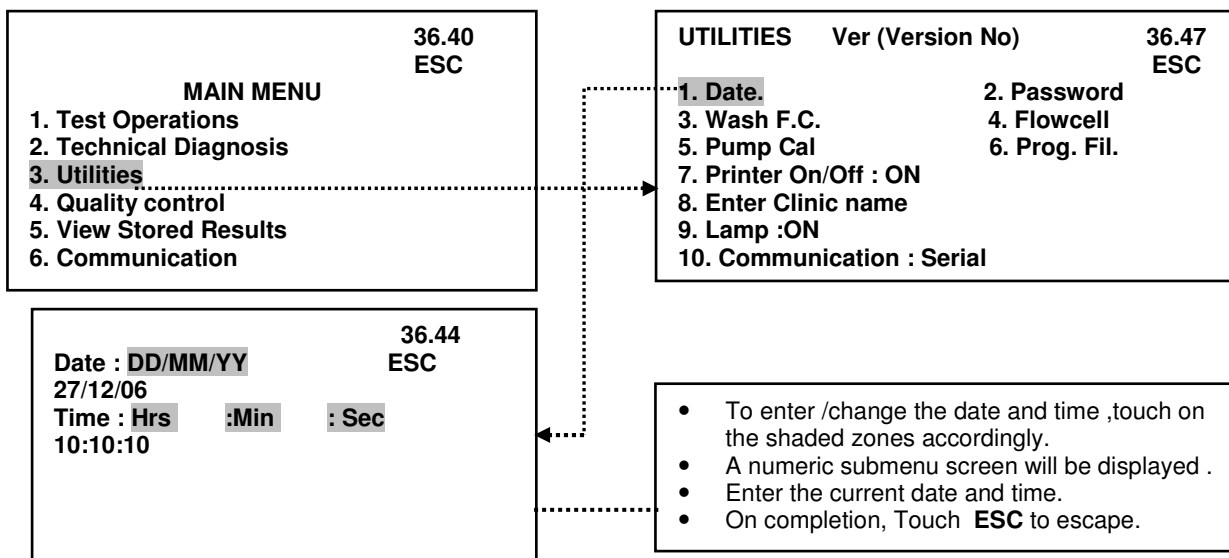 36.40
ESC
MAIN MENU
1. Test Operations
2. Technical Diagnosis
3. Utilities
4. Quality control
5. View Stored Results
6. Communication
UTILITIES Ver (Version No) 36.47
ESC
1. Date. 2. Password
3. Wash F.C. 4. Flowcell
5. Pump Cal 6. Prog. Fil.
7. Printer On/Off : ON
8. Enter Clinic name
9. Lamp :ON
10. Communication : Serial
36.44
Date : DD/MM/YY ESC
27/12/06
Time : Hrs :Min : Sec
10:10:10
• To enter /change the date and time ,touch on
the shaded zones accordingly.
• A numeric submenu screen will be displayed .
• Enter the current date and time.
• On completion, Touch ESC to escape.